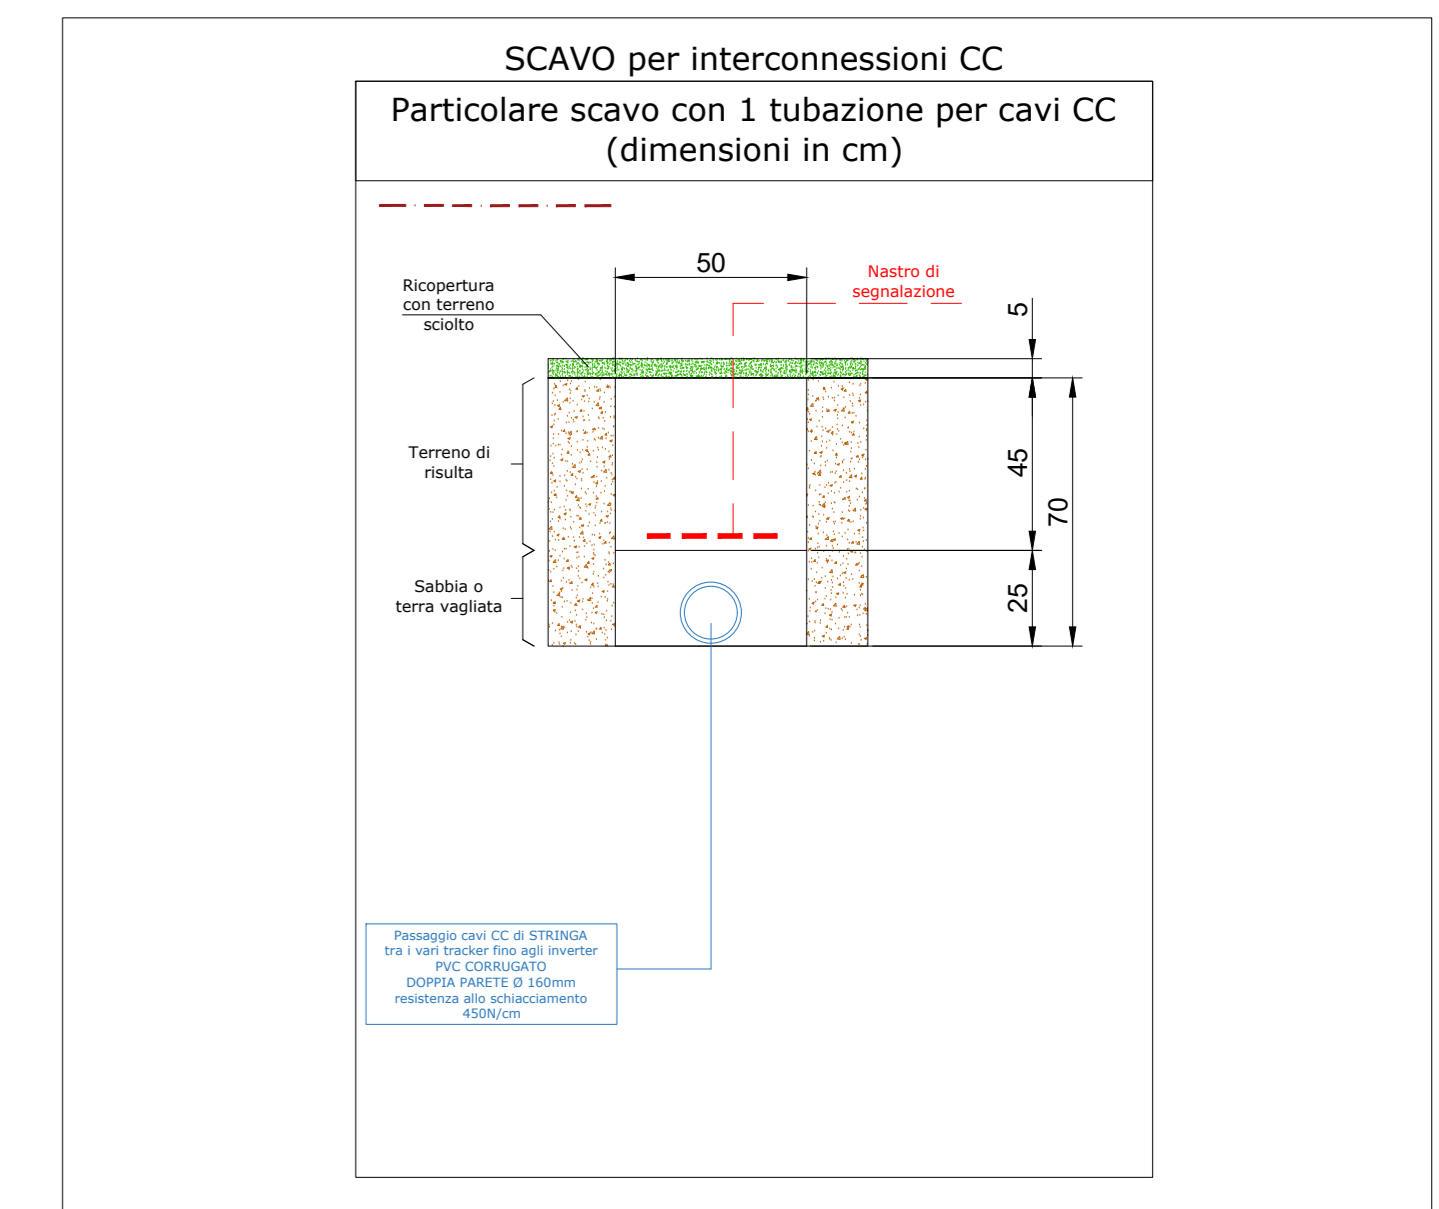 SCAVO per interconnessioni CC
Particolare scavo con 1 tubazione per cavi CC
(dimensioni in cm)
50
Nastro di
segnalazione
Ricopertura
con terreno
sciolto
5
Terreno di
risulta
45
70
Sabbia o
terra vagliata
25
Passaggio cavi CC di STRINGA
tra i vari tracker fino agli inverter
PVC CORRUGATO
DOPPIA PARETE Ø 160mm
resistenza allo schiacciamento
450N/cm